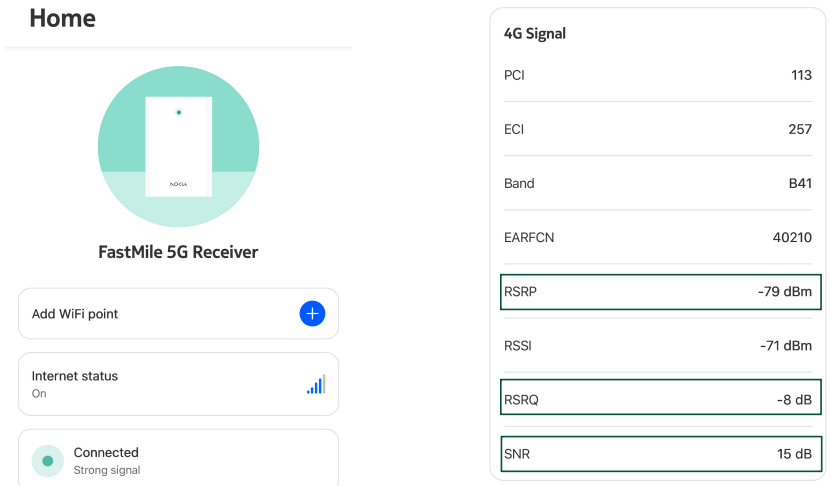 Home
NOKIA
FastMile 5G Receiver
Add WiFi point
Internet status
On
Connected
Strong signal
4G Signal
PCI 113
ECI 257
Band B41
EARFCN 40210
RSRP -79 dBm
RSSI -71 dBm
RSRQ -8 dB
SNR 15 dB